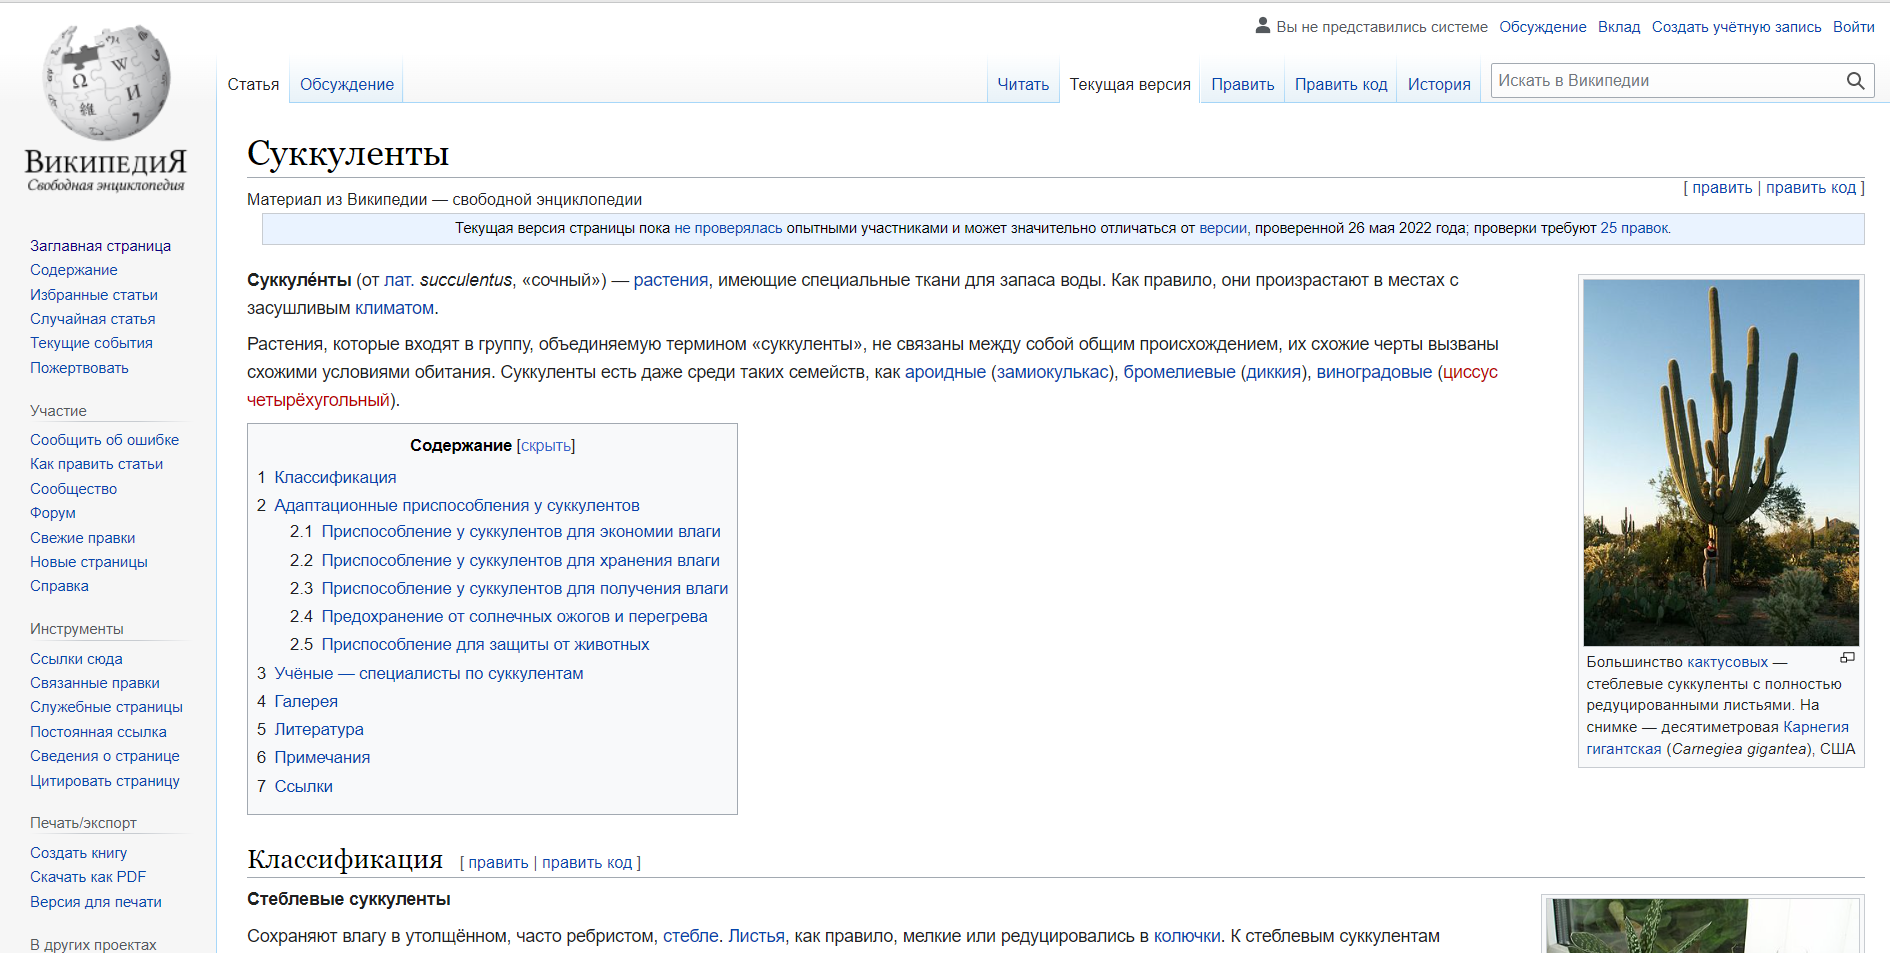 Вы не представились системе Обсуждение Вклад Создать учётную запись Войти
Статья Обсуждение Читать Текущая версия Править Править код История Искать в Википедии
ВикипедиЯ
Свободная энциклопедия
Заглавная страница
Содержание
Избранные статьи
Случайная статья
Текущие события
Пожертвовать
Участие
Сообщить об ошибке
Как править статьи
Сообщество
Форум
Свежие правки
Новые страницы
Справка
Инструменты
Ссылки сюда
Связанные правки
Служебные страницы
Постоянная ссылка
Сведения о странице
Цитировать страницу
Печать/экспорт
Создать книгу
Скачать как PDF
Версия для печати
В других проектах
Суккуленты
[ править | править код ]
Материал из Википедии — свободной энциклопедии
Текущая версия страницы пока не проверялась опытными участниками и может значительно отличаться от версии, проверенной 26 мая 2022 года; проверки требуют 25 правок.
Суккуле́нты (от лат. succulentus, «сочный») — растения, имеющие специальные ткани для запаса воды. Как правило, они произрастают в местах с
засушливым климатом.
Растения, которые входят в группу, объединяемую термином «суккуленты», не связаны между собой общим происхождением, их схожие черты вызваны
схожими условиями обитания. Суккуленты есть даже среди таких семейств, как ароидные (замиокулькас), бромелиевые (диккия), виноградовые (циссус
четырёхугольный).
Содержание [скрыть]
1 Классификация
2 Адаптационные приспособления у суккулентов
2.1 Приспособление у суккулентов для экономии влаги
2.2 Приспособление у суккулентов для хранения влаги
2.3 Приспособление у суккулентов для получения влаги
2.4 Предохранение от солнечных ожогов и перегрева
2.5 Приспособление для защиты от животных
3 Учёные — специалисты по суккулентам
4 Галерея
5 Литература
6 Примечания
7 Ссылки
Большинство кактусовых —
стеблевые суккуленты с полностью
редуцированными листьями. На
снимке — десятиметровая Карнегия
гигантская (Carnegiea gigantea), США
Классификация [ править | править код ]
Стеблевые суккуленты
Сохраняют влагу в утолщённом, часто ребристом, стебле. Листья, как правило, мелкие или редуцировались в колючки. К стеблевым суккулентам